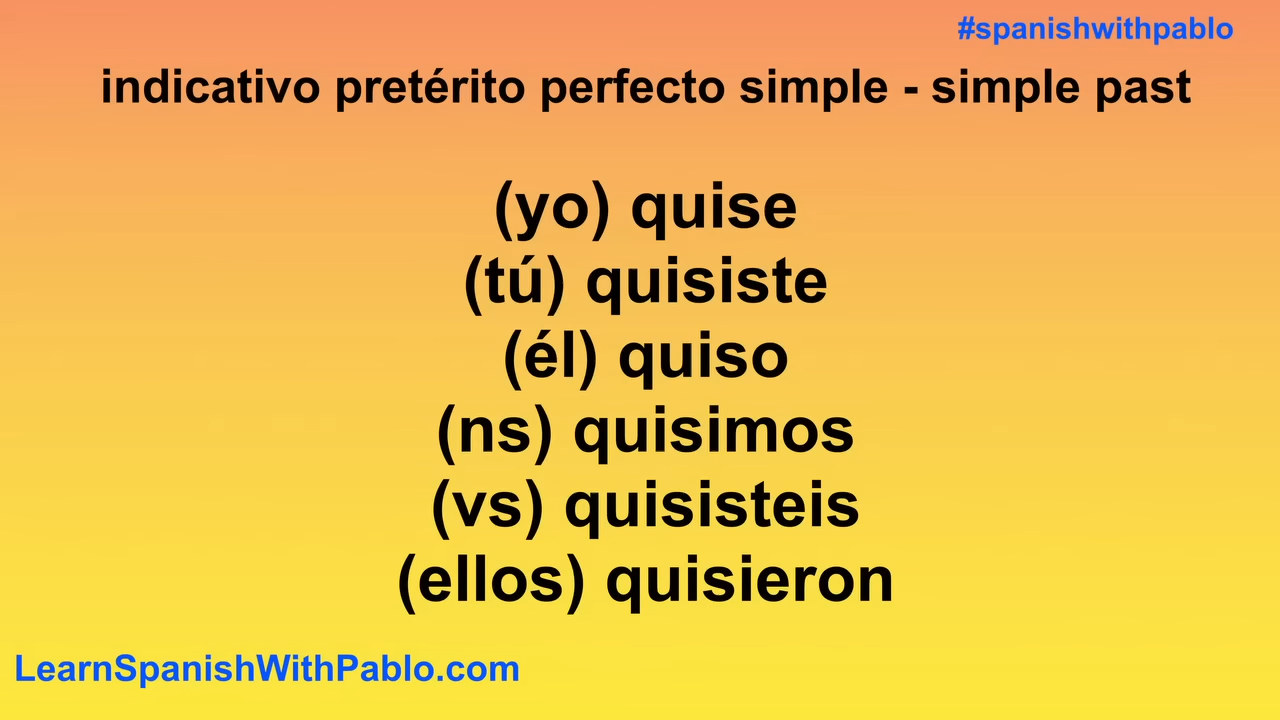 #spanishwithpablo
indicativo pretérito perfecto simple - simple past
(yo) quise
(tú) quisiste
(él) quiso
(ns) quisimos
(vs) quisisteis
(ellos) quisieron
LearnSpanishWithPablo.com